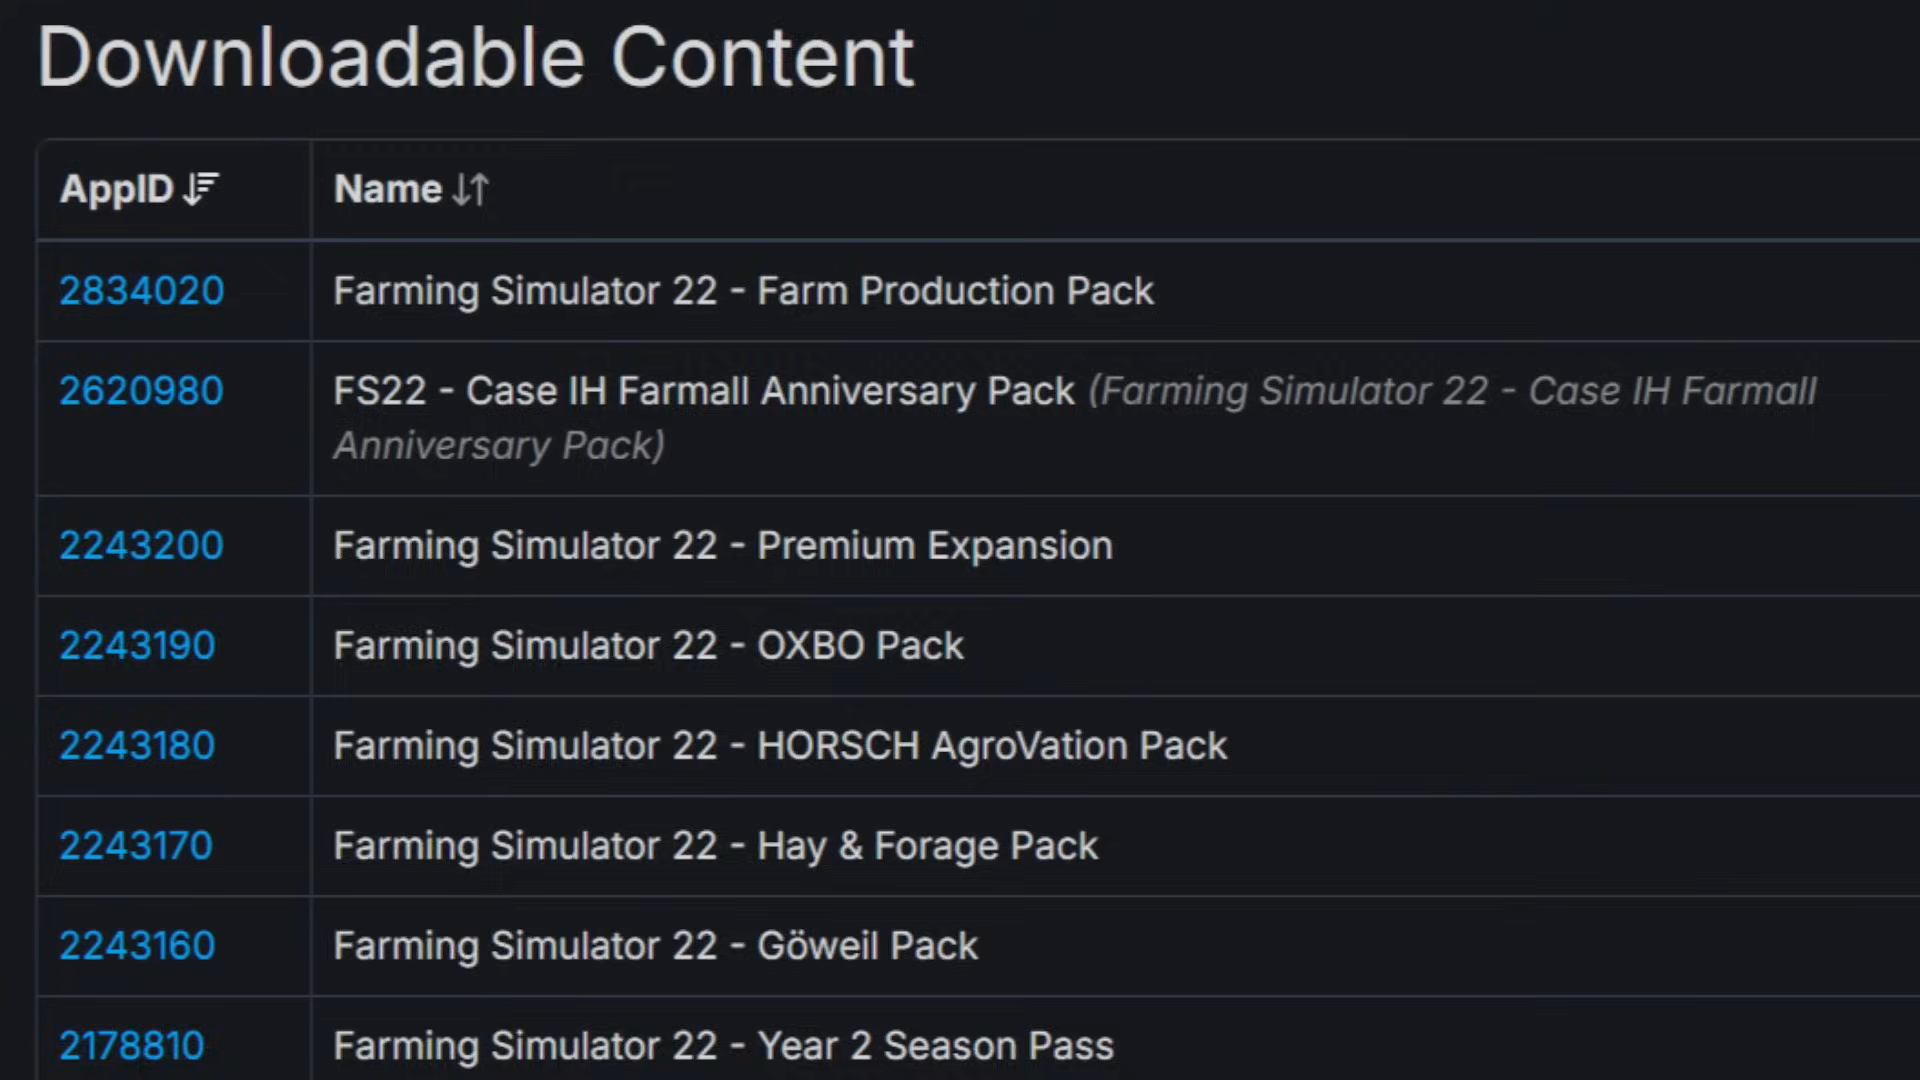 Downloadable Content
AppID Name
2834020 Farming Simulator 22 - Farm Production Pack
2620980 FS22 - Case IH Farmall Anniversary Pack (Farming Simulator 22 - Case IH Farmall
Anniversary Pack)
2243200 Farming Simulator 22 - Premium Expansion
2243190 Farming Simulator 22 - OXBO Pack
2243180 Farming Simulator 22 - HORSCH AgroVation Pack
2243170 Farming Simulator 22 - Hay & Forage Pack
2243160 Farming Simulator 22 - Göweil Pack
2178810 Farming Simulator 22 - Year 2 Season Pass